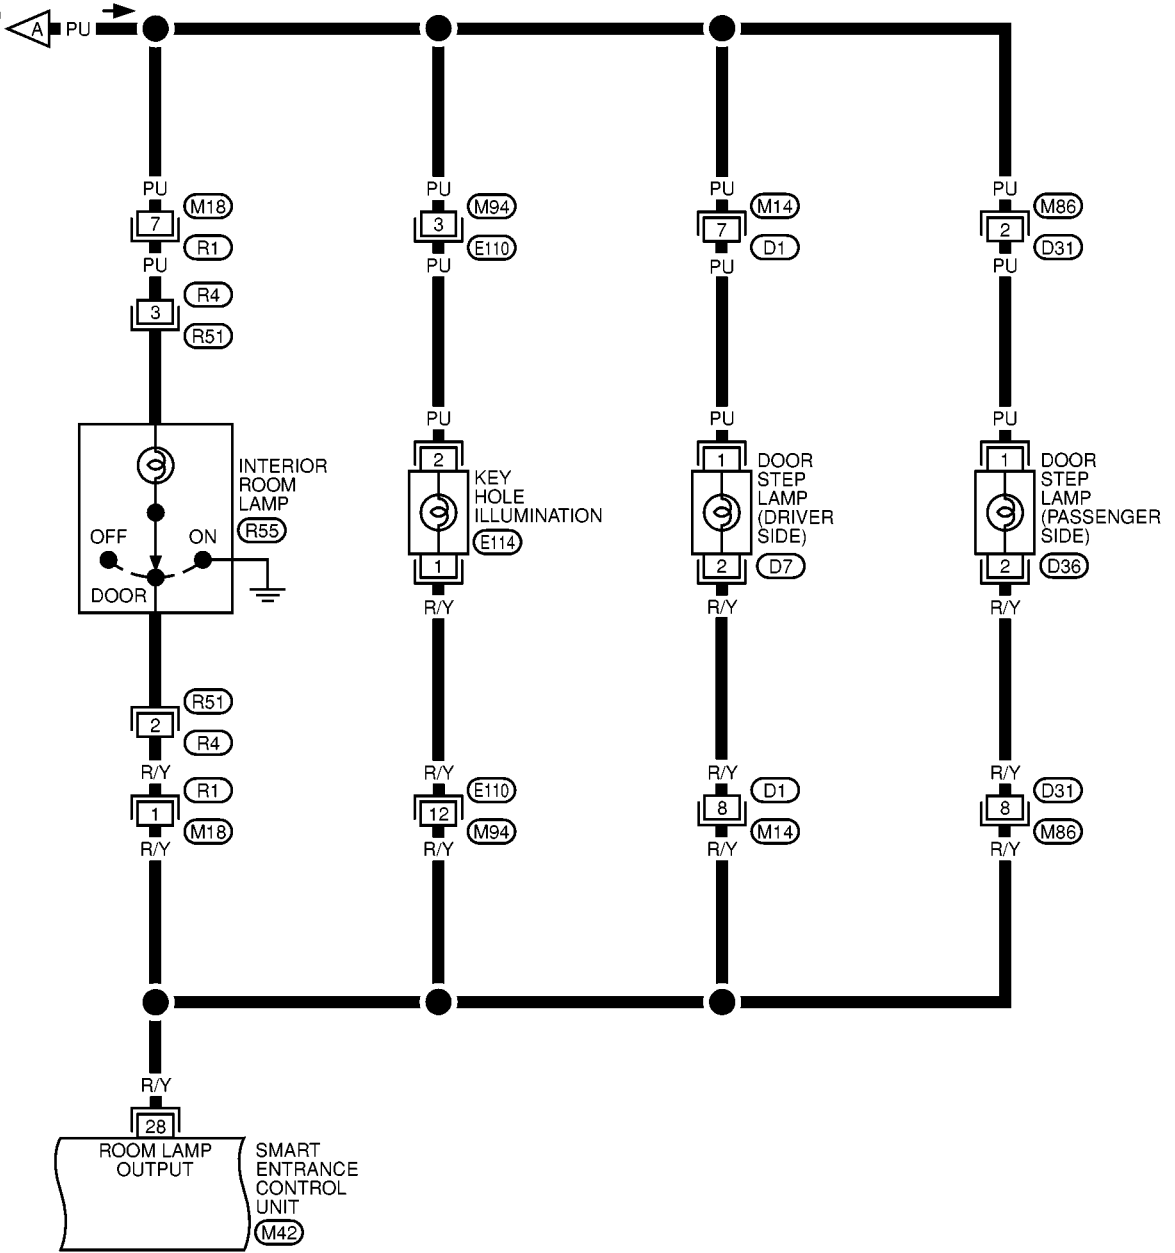 A PU
PU PU PU PU
7 M18 3 M94 7 M14 2 M86
R1 E110 D1 D31
PU PU PU PU
3 R4
R51
PU PU PU
2 1 1
INTERIOR
ROOM
LAMP
R55
OFF ON
DOOR
KEY
HOLE
ILLUMINATION
E114
DOOR
STEP
LAMP
(DRIVER
SIDE)
D7
DOOR
STEP
LAMP
(PASSENGER
SIDE)
D36
1 2 2
R/Y R/Y R/Y
2 R51
R4
R/Y R/Y R/Y R/Y
1 R1 12 E110 8 D1 8 D31
M18 M94 M14 M86
R/Y R/Y R/Y R/Y
R/Y
28
ROOM LAMP
OUTPUT
SMART
ENTRANCE
CONTROL
UNIT
M42